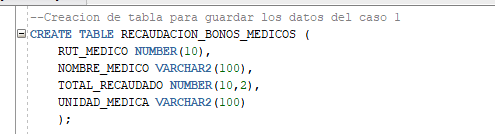 --Creacion de tabla para guardar los datos del caso 1
CREATE TABLE RECAUDACION_BONOS_MEDICOS (
RUT_MEDICO NUMBER(10),
NOMBRE_MEDICO VARCHAR2(100),
TOTAL_RECAUDADO NUMBER(10,2),
UNIDAD_MEDICA VARCHAR2(100)
);